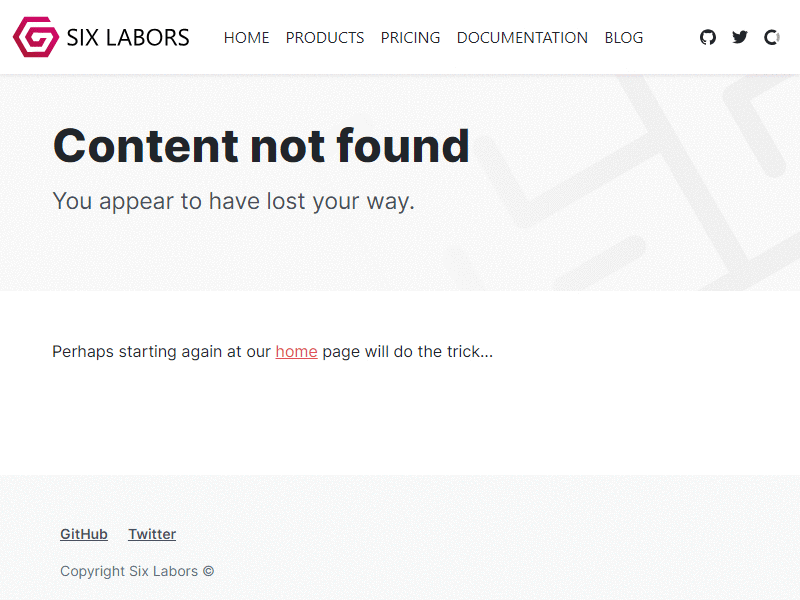 SIX LABORS HOME PRODUCTS PRICING DOCUMENTATION BLOG
Content not found
You appear to have lost your way.
Perhaps starting again at our home page will do the trick...
GitHub Twitter
Copyright Six Labors ©